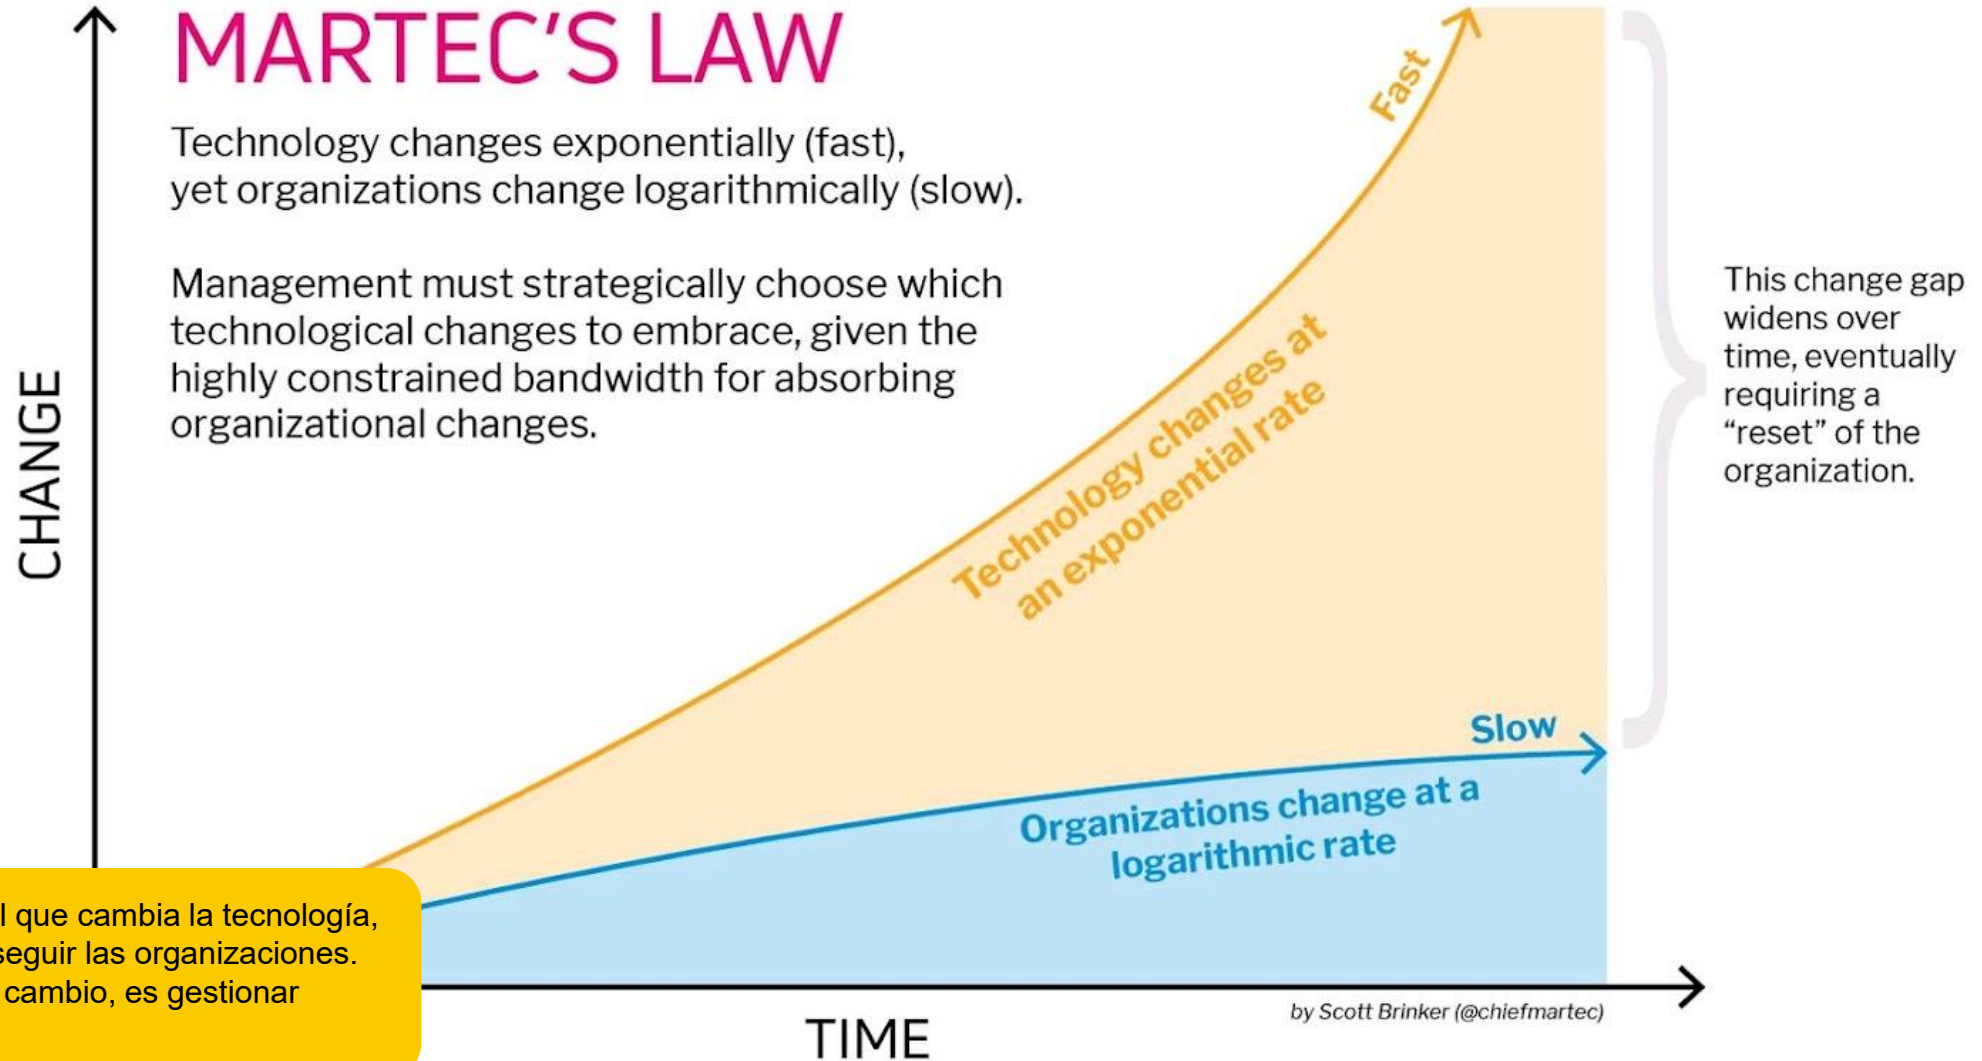 MARTEC’S LAW
Technology changes exponentially (fast),
yet organizations change logarithmically (slow).
Management must strategically choose which
technological changes to embrace, given the
highly constrained bandwidth for absorbing
organizational changes.
CHANGE
Fast
Technology changes at
an exponential rate
This change gap
widens over
time, eventually
requiring a
“reset” of the
organization.
Slow
Organizations change at a
logarithmic rate
que cambia la tecnología,
seguir las organizaciones.
cambio, es gestionar
by Scott Brinker (@chiefmartec)
TIME